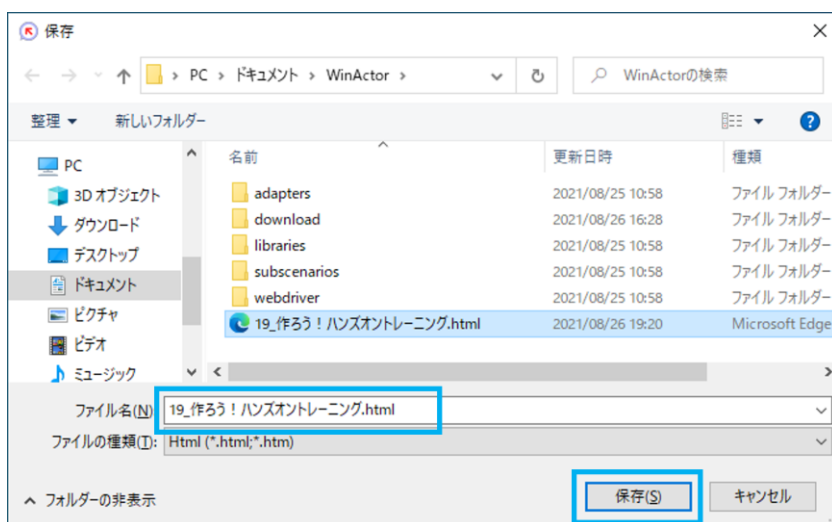 保存
PC › ドキュメント › WinActor ›
WinActorの検索
整理 新しいフォルダー
名前 更新日時 種類
PC
3D オブジェクト
ダウンロード
デスクトップ
ドキュメント
ピクチャ
ビデオ
ミュージック
adapters 2021/08/25 10:58 ファイル フォルダー
download 2021/08/26 16:28 ファイル フォルダー
libraries 2021/08/25 10:58 ファイル フォルダー
subscenarios 2021/08/25 10:58 ファイル フォルダー
webdriver 2021/08/25 10:58 ファイル フォルダー
19_作ろう！ハンズオントレーニング.html 2021/08/26 19:20 Microsoft Edge
ファイル名(N): 19_作ろう！ハンズオントレーニング.html
ファイルの種類(T): Html (*.html;*.htm)
フォルダーの非表示
保存(S) キャンセル